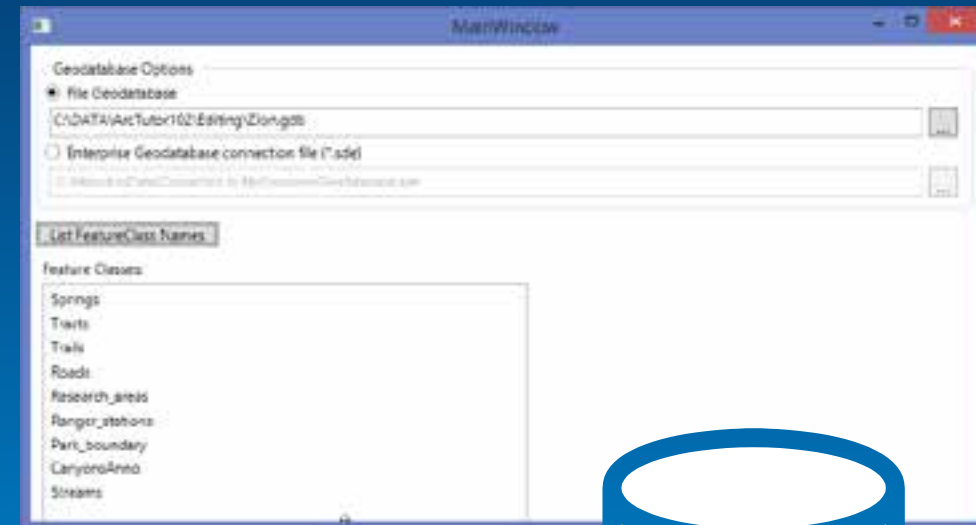 MainWindow
Geodatabase Options
File Geodatabase
C:\DATA\ArcTutor102\Editing\Zion.gdb
...
Enterprise Geodatabase connection file (*.sde)
...
List FeatureClass Names
Feature Classes:
Springs
Tracts
Trails
Roads
Research_areas
Ranger_stations
Park_boundary
CanyonsAnno
Streams